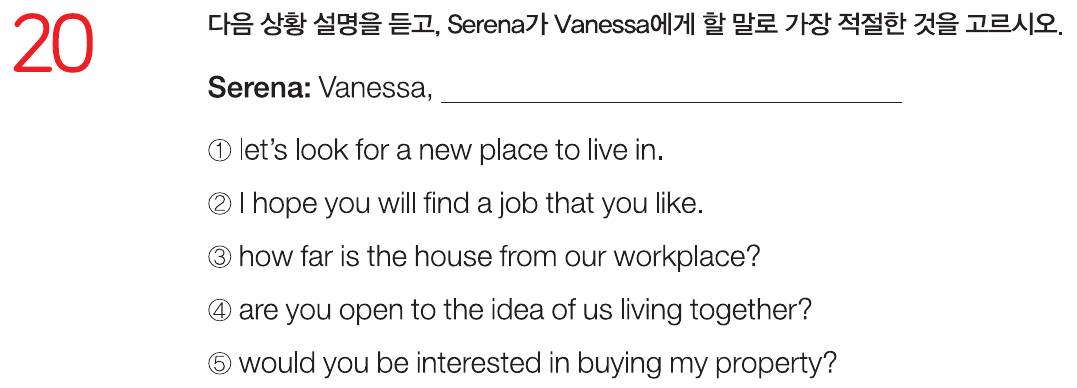 20
다음 상황 설명을 듣고, Serena가 Vanessa에게 할 말로 가장 적절한 것을 고르시오.
Serena: Vanessa, ______________________________
① let's look for a new place to live in.
② I hope you will find a job that you like.
③ how far is the house from our workplace?
④ are you open to the idea of us living together?
⑤ would you be interested in buying my property?